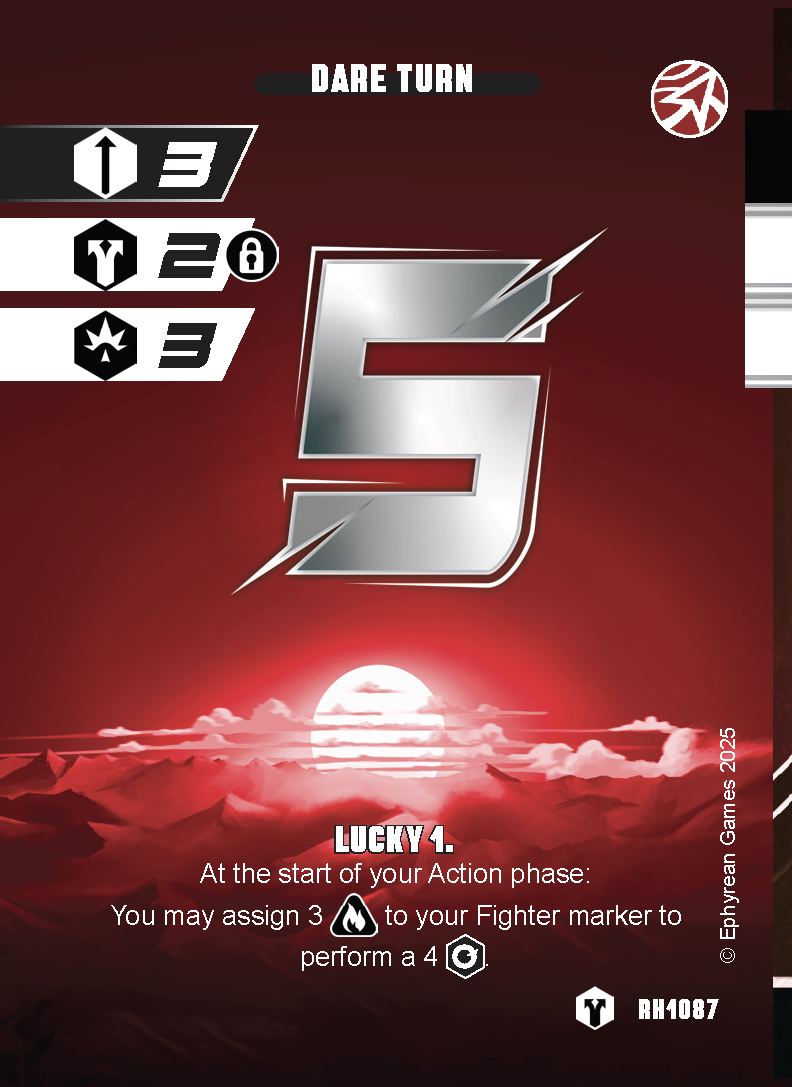 DARE TURN
3
2
3
5
LUCKY 1.
At the start of your Action phase:
You may assign 3 to your Fighter marker to
perform a 4 .
© Ephyrean Games 2025
RH1087